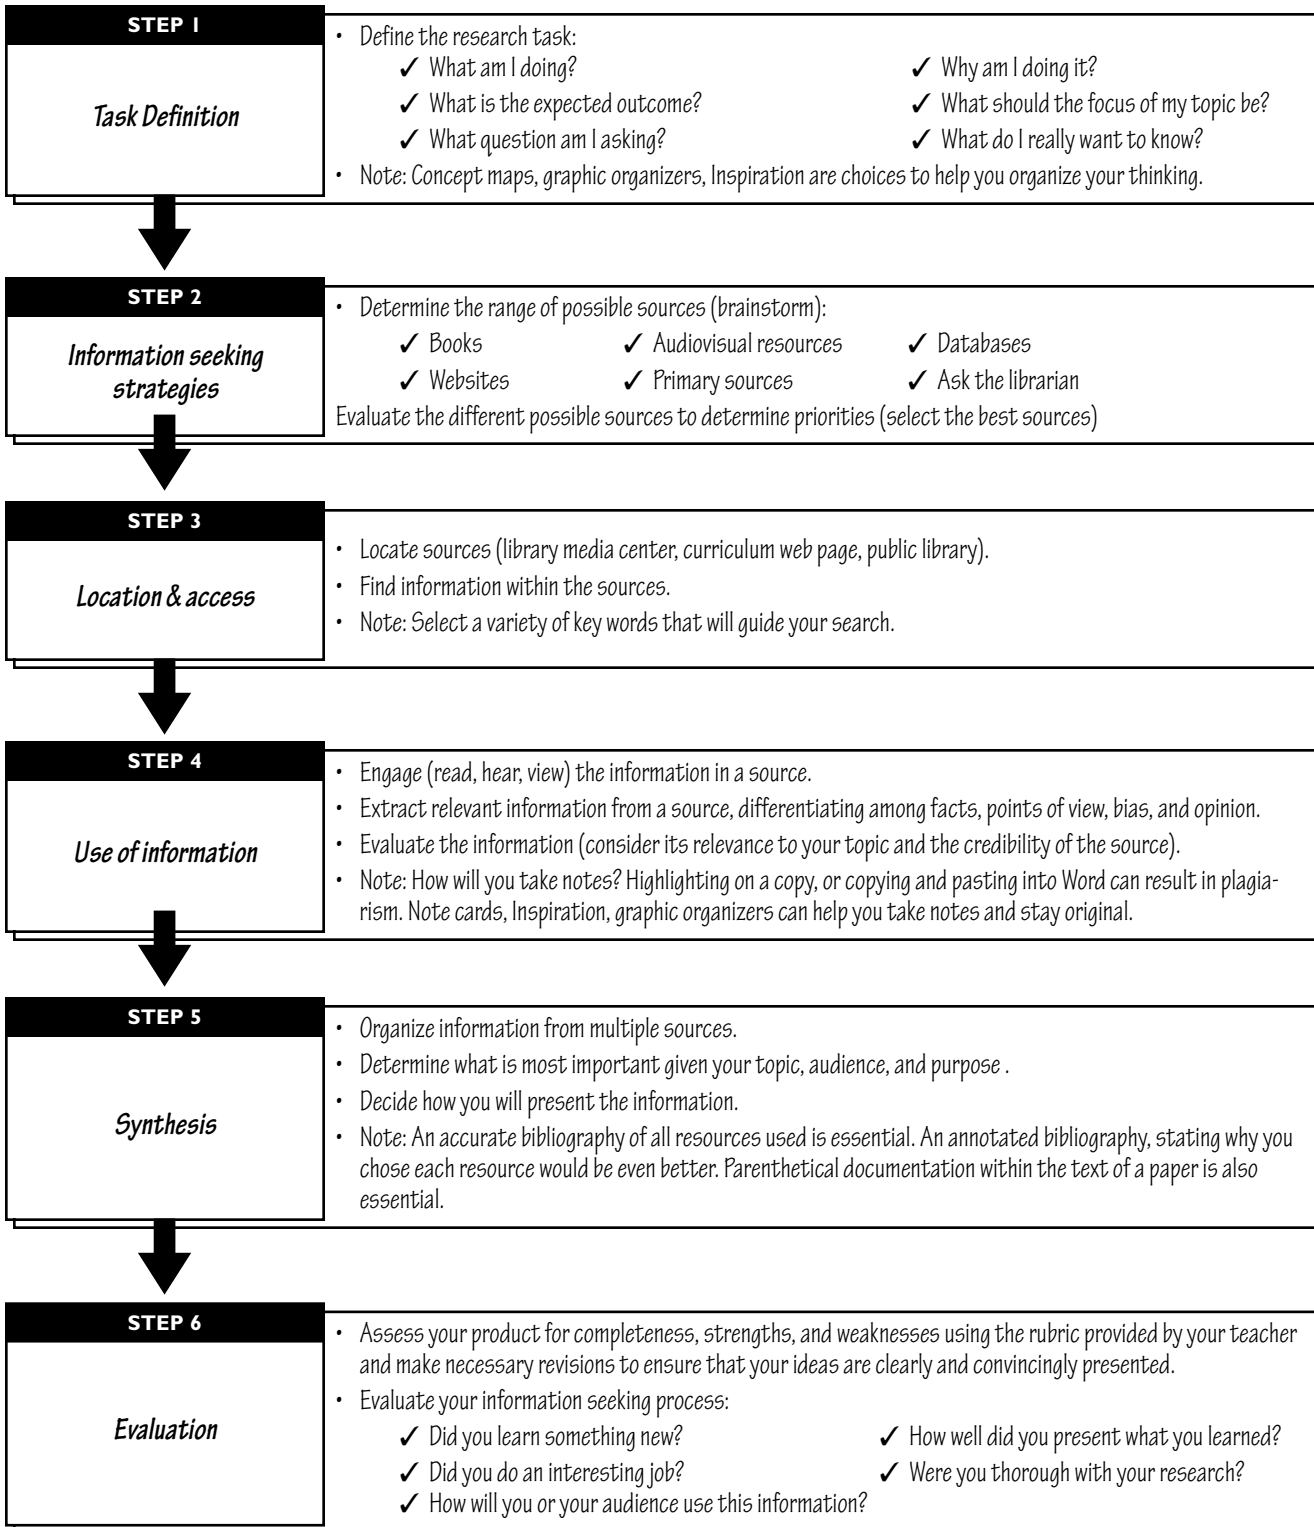 STEP 1
Task Definition
• Define the research task:
✓ What am I doing? ✓ Why am I doing it?
✓ What is the expected outcome? ✓ What should the focus of my topic be?
✓ What question am I asking? ✓ What do I really want to know?
• Note: Concept maps, graphic organizers, Inspiration are choices to help you organize your thinking.
STEP 2
Information seeking
strategies
• Determine the range of possible sources (brainstorm):
✓ Books ✓ Audiovisual resources ✓ Databases
✓ Websites ✓ Primary sources ✓ Ask the librarian
Evaluate the different possible sources to determine priorities (select the best sources)
STEP 3
Location & access
• Locate sources (library media center, curriculum web page, public library).
• Find information within the sources.
• Note: Select a variety of key words that will guide your search.
STEP 4
Use of information
• Engage (read, hear, view) the information in a source.
• Extract relevant information from a source, differentiating among facts, points of view, bias, and opinion.
• Evaluate the information (consider its relevance to your topic and the credibility of the source).
• Note: How will you take notes? Highlighting on a copy, or copying and pasting into Word can result in plagia-
rism. Note cards, Inspiration, graphic organizers can help you take notes and stay original.
STEP 5
Synthesis
• Organize information from multiple sources.
• Determine what is most important given your topic, audience, and purpose .
• Decide how you will present the information.
• Note: An accurate bibliography of all resources used is essential. An annotated bibliography, stating why you
chose each resource would be even better. Parenthetical documentation within the text of a paper is also
essential.
STEP 6
Evaluation
• Assess your product for completeness, strengths, and weaknesses using the rubric provided by your teacher
and make necessary revisions to ensure that your ideas are clearly and convincingly presented.
• Evaluate your information seeking process:
✓ Did you learn something new? ✓ How well did you present what you learned?
✓ Did you do an interesting job? ✓ Were you thorough with your research?
✓ How will you or your audience use this information?